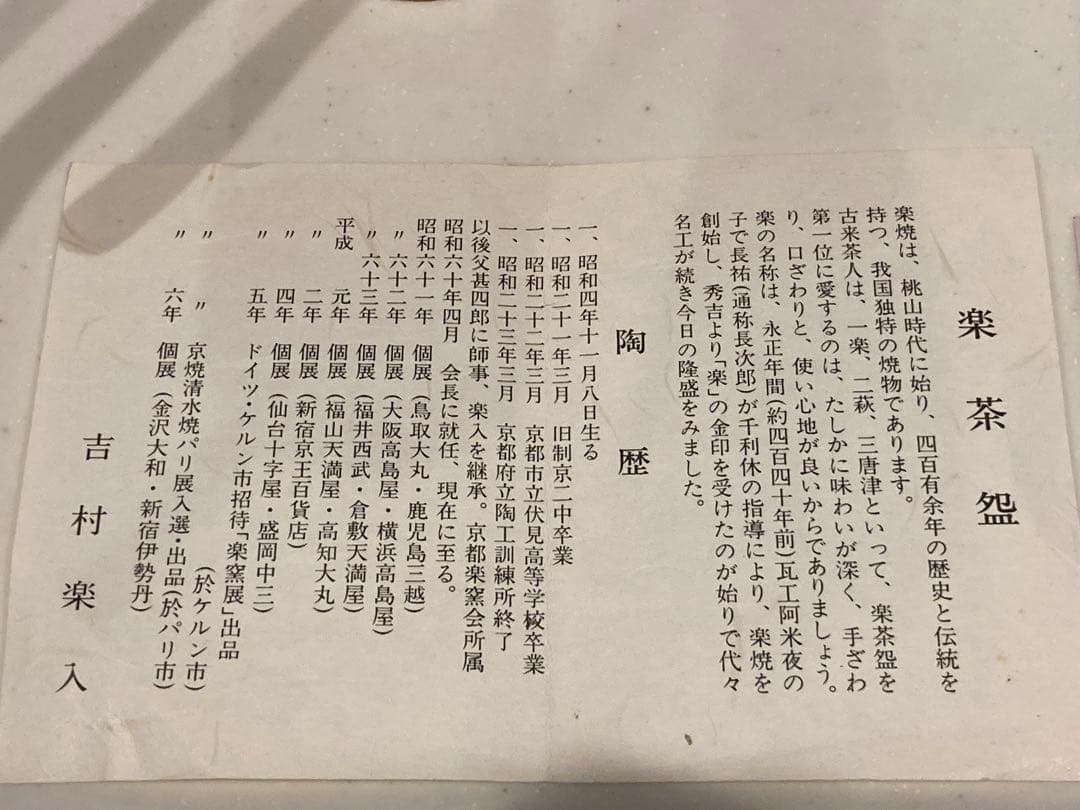 楽茶盌
楽焼は、桃山時代に始り、四百有余年の歴史と伝統を
持つ、我国独特の焼物であります。
古来茶人は、一楽、二萩、三唐津といって、楽茶盌を
第一位に愛するのは、たしかに味わいが深く、手ざわ
り、口ざわりと、使い心地が良いからでありましょう。
楽の名称は、永正年間(約四百四十年前)瓦工阿米夜の
子で長祐(通称長次郎)が千利休の指導により、楽焼を
創始し、秀吉より「楽」の金印を受けたのが始りで代々
名工が続き今日の隆盛をみました。
陶歴
一、昭和四年十一月八日生る
一、昭和二十一年三月 旧制京二中卒業
一、昭和二十二年三月 京都市立伏見高等学校卒業
一、昭和二十三年三月 京都府立陶工訓練所終了
以後父甚四郎に師事、楽入を継承。京都楽窯会所属
昭和六十年四月 会長に就任、現在に至る。
昭和六十一年 個展(鳥取大丸・鹿児島三越)
〃六十二年 個展(大阪高島屋・横浜高島屋)
〃六十三年 個展(福井西武・倉敷天満屋)
平成 元年 個展(福山天満屋・高知大丸)
〃 二年 個展(新宿京王百貨店)
〃 四年 個展(仙台十字屋・盛岡中三)
〃 五年 ドイツ・ケルン市招待「楽窯展」出品
(於ケルン市)
〃 〃 京焼清水焼パリ展入選・出品(於パリ市)
〃 六年 個展(金沢大和・新宿伊勢丹)
吉村楽入